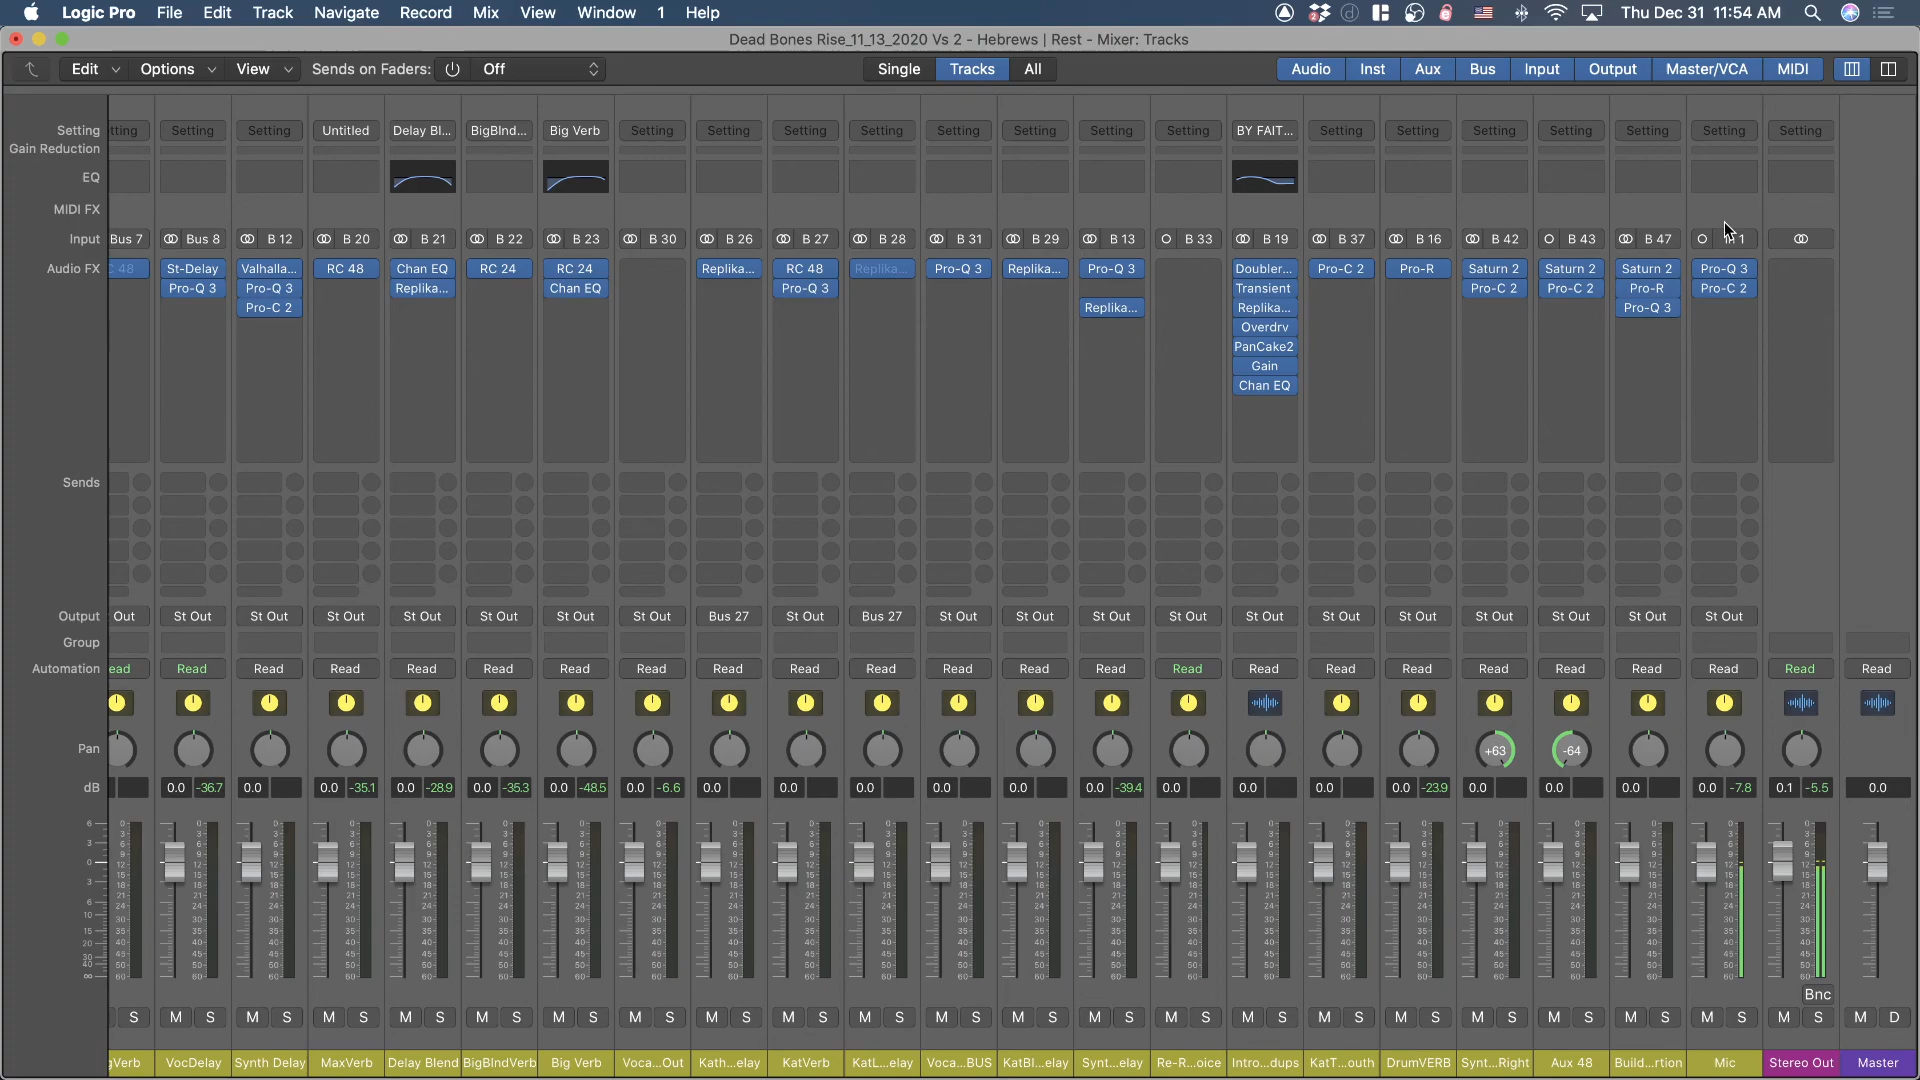 Logic Pro File Edit Track Navigate Record Mix View Window 1 Help Thu Dec 31 11:54 AM
Dead Bones Rise_11_13_2020 Vs 2 - Hebrews | Rest - Mixer: Tracks
Edit Options View Sends on Faders: Off Single Tracks All Audio Inst Aux Bus Input Output Master/VCA MIDI
Setting tting Setting Setting Untitled Delay Bl... BigBlnd... Big Verb Setting Setting Setting Setting Setting Setting Setting Setting BY FAIT... Setting Setting Setting Setting Setting Setting Setting
Gain Reduction
EQ
MIDI FX
Input Bus 7 Bus 8 B 12 B 20 B 21 B 22 B 23 B 30 B 26 B 27 B 28 B 31 B 29 B 13 B 33 B 19 B 37 B 16 B 42 B 43 B 47
Audio FX C 48 St-Delay Valhalla... RC 48 Chan EQ RC 24 RC 24 Replika... RC 48 Replika... Pro-Q 3 Replika... Pro-Q 3 Doubler... Pro-C 2 Pro-R Saturn 2 Saturn 2 Saturn 2 Pro-Q 3
Pro-Q 3 Pro-Q 3 Replika... Chan EQ Pro-Q 3 Transient Pro-C 2 Pro-C 2 Pro-R Pro-C 2
Pro-C 2 Replika... Replika... Pro-Q 3
Overdrv
PanCake2
Gain
Chan EQ
Sends
Output Out St Out St Out St Out St Out St Out St Out St Out Bus 27 St Out Bus 27 St Out St Out St Out St Out St Out St Out St Out St Out St Out St Out St Out
Group
Automation ead Read Read Read Read Read Read Read Read Read Read Read Read Read Read Read Read Read Read Read Read Read Read Read
Pan +63 -64
dB 0.0 -36.7 0.0 0.0 -35.1 0.0 -28.9 0.0 -35.3 0.0 -48.5 0.0 -6.6 0.0 0.0 0.0 0.0 0.0 0.0 -39.4 0.0 0.0 0.0 0.0 -23.9 0.0 0.0 0.0 0.0 -7.8 0.1 -5.5 0.0
Bnc
S M S M S M S M S M S M S M S M S M S M S M S M S M S M S M S M S M S M S M S M S M S M S M D
gVerb VocDelay Synth Delay MaxVerb Delay Blend BigBlndVerb Big Verb Voca...Out Kath...elay KatVerb KatL...elay Voca...BUS KatBl...elay Synt...elay Re-R...oice Intro...dups KatT...outh DrumVERB Synt...Right Aux 48 Build...rtion Mic Stereo Out Master